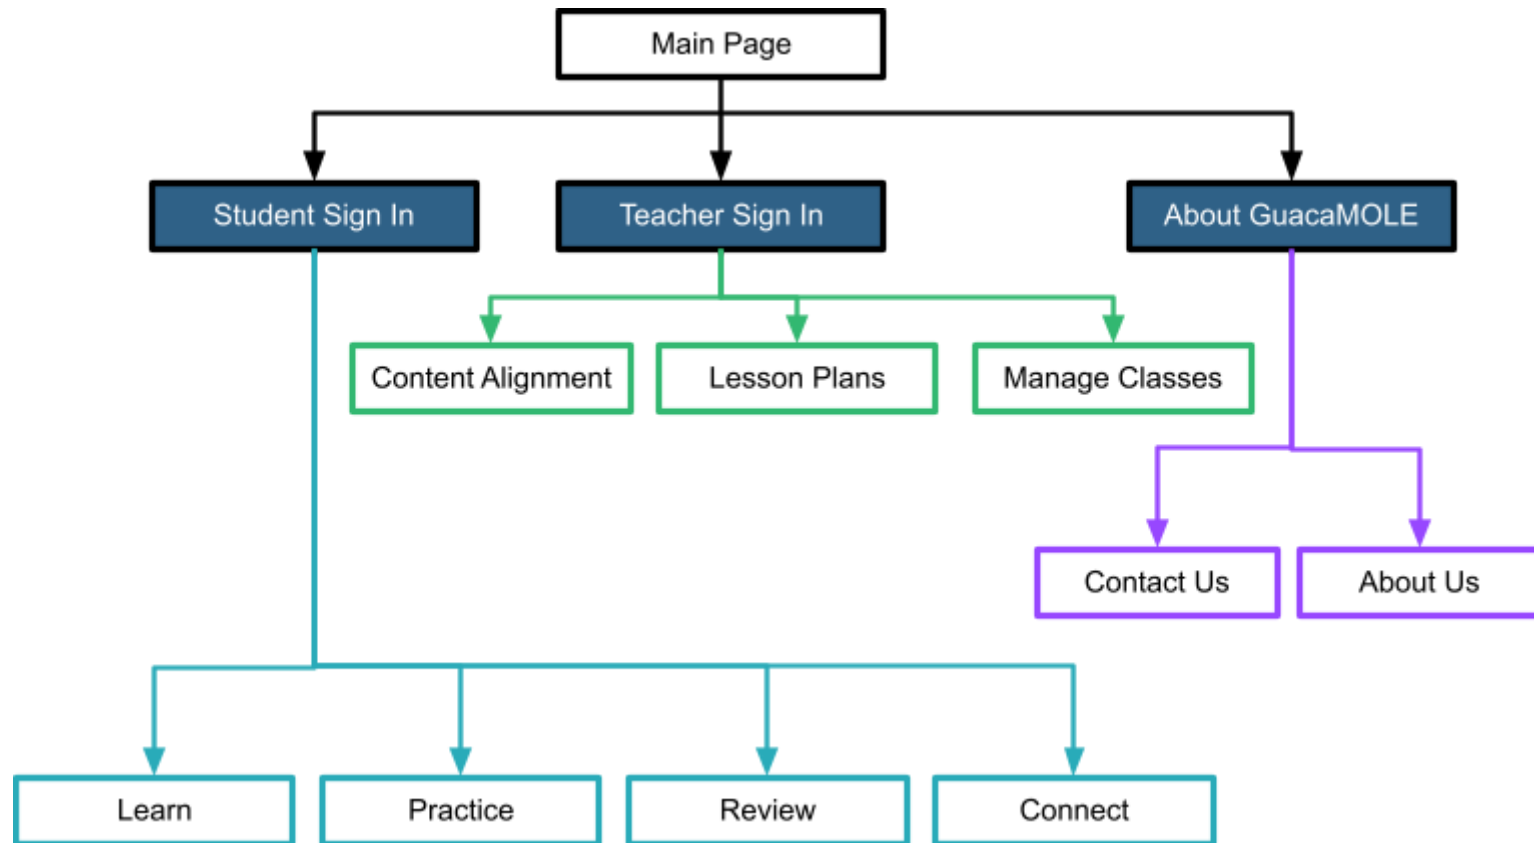 Main Page
Student Sign In
Teacher Sign In
About GuacaMOLE
Content Alignment
Lesson Plans
Manage Classes
Contact Us
About Us
Learn
Practice
Review
Connect